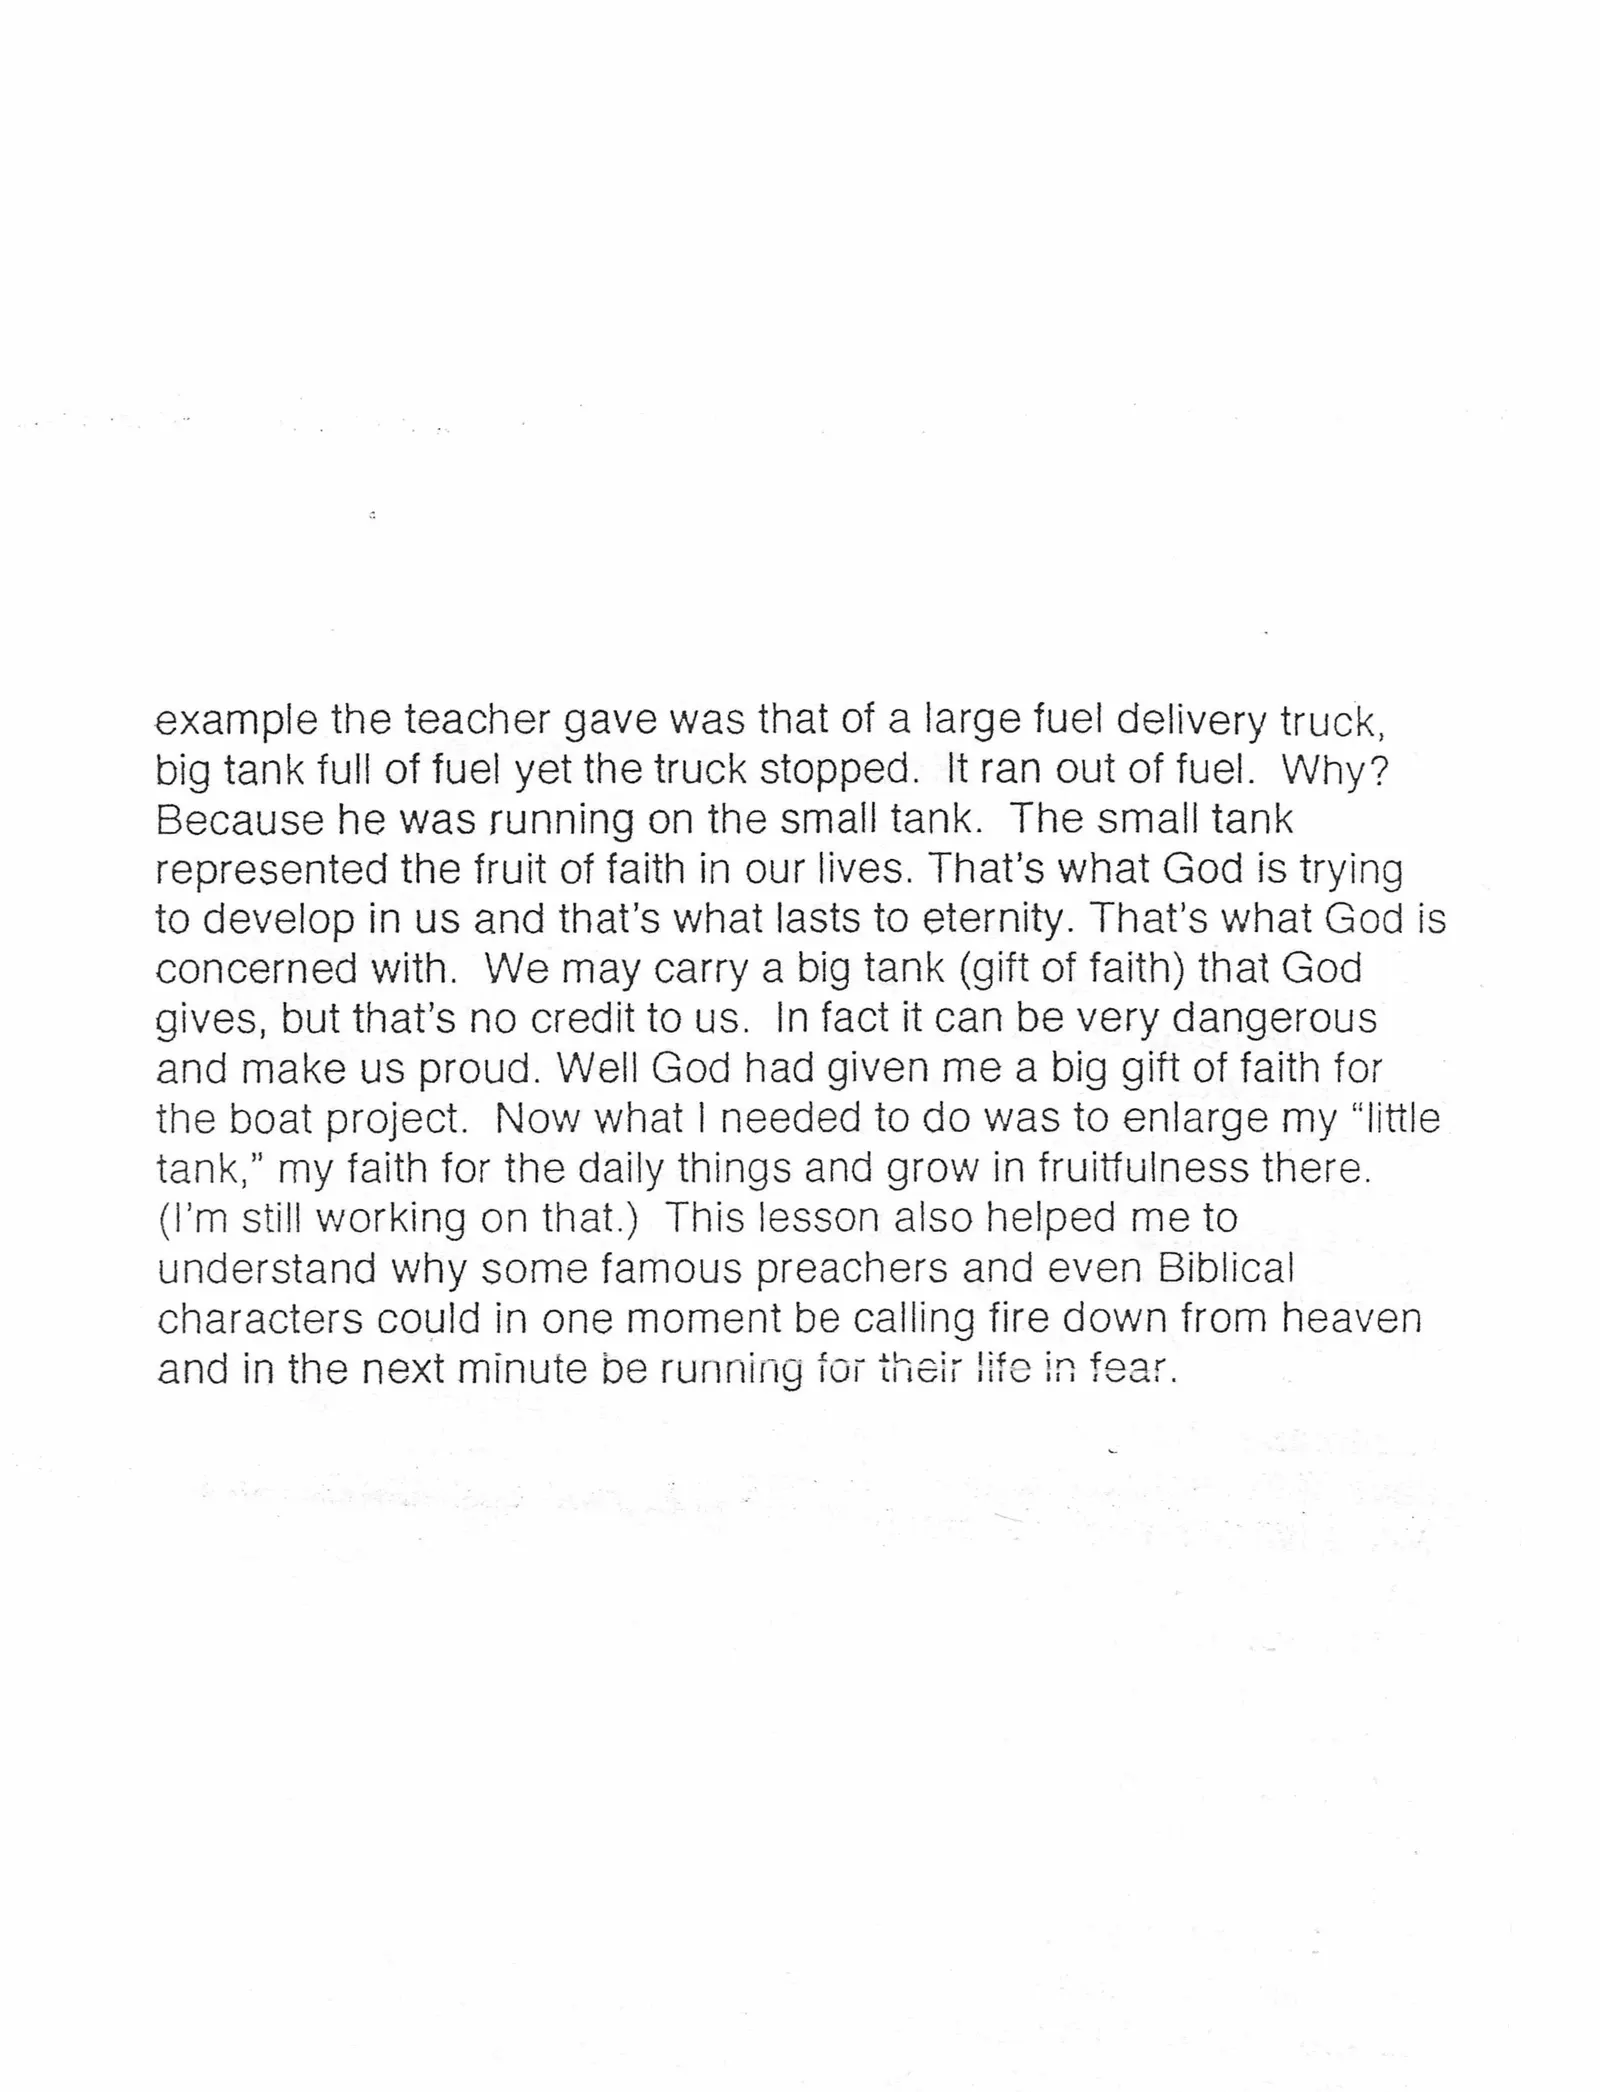 example the teacher gave was that of a large fuel delivery truck,
big tank full of fuel yet the truck stopped.  It ran out of fuel.  Why?
Because he was running on the small tank.  The small tank
represented the fruit of faith in our lives. That's what God is trying
to develop in us and that's what lasts to eternity. That's what God is
concerned with.  We may carry a big tank (gift of faith) that God
gives, but that's no credit to us.  In fact it can be very dangerous
and make us proud. Well God had given me a big gift of faith for
the boat project.  Now what I needed to do was to enlarge my “little
tank,” my faith for the daily things and grow in fruitfulness there.
(I'm still working on that.)  This lesson also helped me to
understand why some famous preachers and even Biblical
characters could in one moment be calling fire down from heaven
and in the next minute be running for their life in fear.